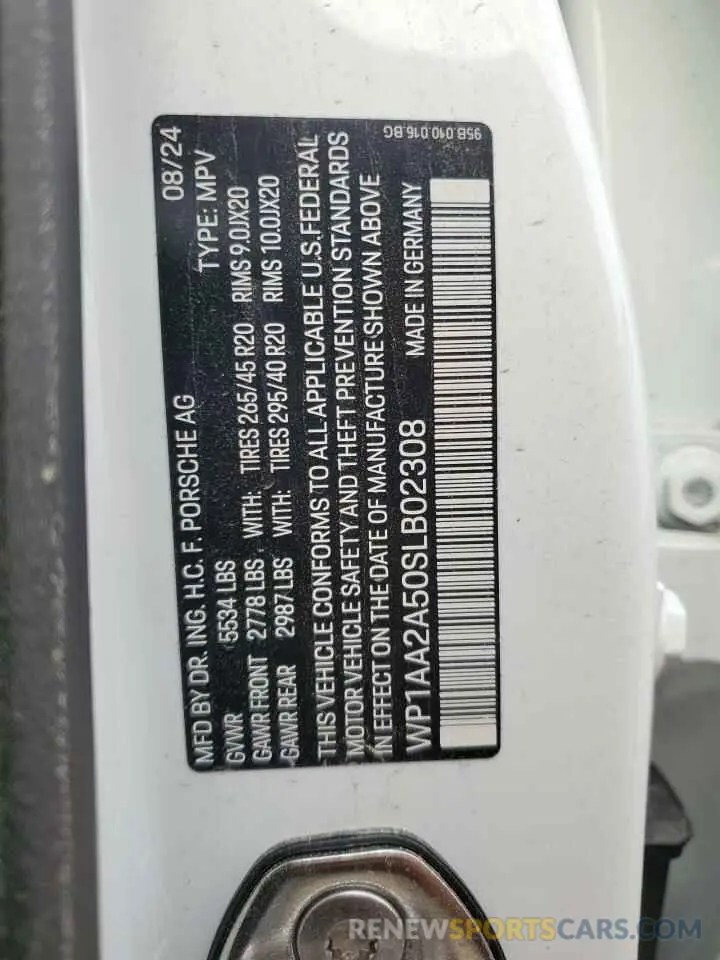 MFD BY DR. ING. H.C. F. PORSCHE AG 08/24
GVWR 5534 LBS TYPE: MPV
GAWR FRONT 2778 LBS WITH: TIRES 265/45 R20 RIMS 9.0JX20
GAWR REAR 2987 LBS WITH: TIRES 295/40 R20 RIMS 10.0JX20
THIS VEHICLE CONFORMS TO ALL APPLICABLE U.S. FEDERAL
MOTOR VEHICLE SAFETY AND THEFT PREVENTION STANDARDS
IN EFFECT ON THE DATE OF MANUFACTURE SHOWN ABOVE
WP1AA2A50SLB02308 MADE IN GERMANY
95B.010.016.BG
RENEWSPORTSCARS.COM